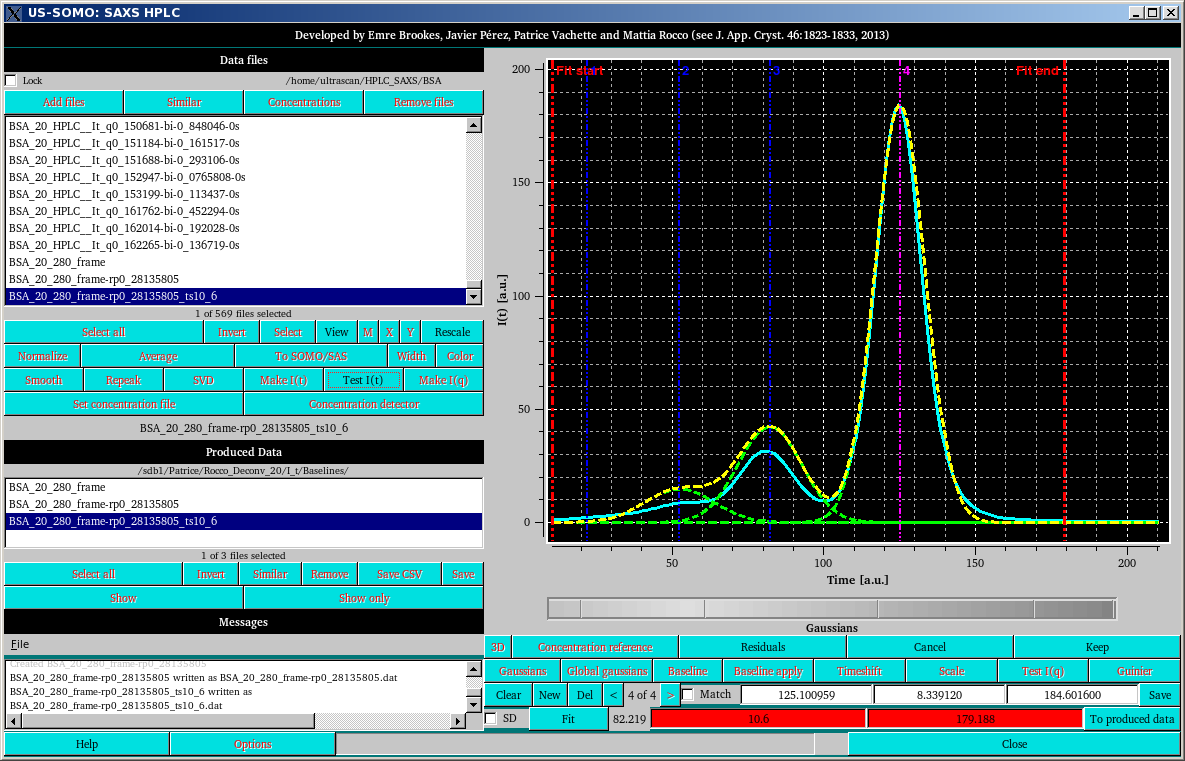 US-SOMO: SAXS HPLC
Developed by Emre Brookes, Javier Pérez, Patrice Vachette and Mattia Rocco (see J. App. Cryst. 46:1823-1833, 2013)
Data files
Lock /home/ultrascan/HPLC_SAXS/BSA
Add files Similar Concentrations Remove files
BSA_20_HPLC__It_q0_150681-bi-0_848046-0s
BSA_20_HPLC__It_q0_151184-bi-0_161517-0s
BSA_20_HPLC__It_q0_151688-bi-0_293106-0s
BSA_20_HPLC__It_q0_152947-bi-0_0765808-0s
BSA_20_HPLC__It_q0_153199-bi-0_113437-0s
BSA_20_HPLC__It_q0_161762-bi-0_452294-0s
BSA_20_HPLC__It_q0_162014-bi-0_192028-0s
BSA_20_HPLC__It_q0_162265-bi-0_136719-0s
BSA_20_280_frame
BSA_20_280_frame-rp0_28135805
BSA_20_280_frame-rp0_28135805_ts10_6
1 of 569 files selected
Select all Invert Select View M X Y Rescale
Normalize Average To SOMO/SAS Width Color
Smooth Repeak SVD Make I(t) Test I(t) Make I(q)
Set concentration file Concentration detector
BSA_20_280_frame-rp0_28135805_ts10_6
Produced Data
/sdb1/Patrice/Rocco_Deconv_20/I_t/Baselines/
BSA_20_280_frame
BSA_20_280_frame-rp0_28135805
BSA_20_280_frame-rp0_28135805_ts10_6
1 of 3 files selected
Select all Invert Similar Remove Save CSV Save
Show Show only
Messages
File
Created BSA_20_280_frame-rp0_28135805
BSA_20_280_frame-rp0_28135805 written as BSA_20_280_frame-rp0_28135805.dat
BSA_20_280_frame-rp0_28135805_ts10_6 written as
BSA_20_280_frame-rp0_28135805_ts10_6.dat
Help Options
Fit start 2 3 4 Fit end
200
150
100
50
0
I(t) [a.u.]
50 100 150 200
Time [a.u.]
Gaussians
3D Concentration reference Residuals Cancel Keep
Gaussians Global gaussians Baseline Baseline apply Timeshift Scale Test I(q) Guinier
Clear New Del < 4 of 4 > Match 125.100959 8.339120 184.601600 Save
SD Fit 82.219 10.6 179.188 To produced data
Close